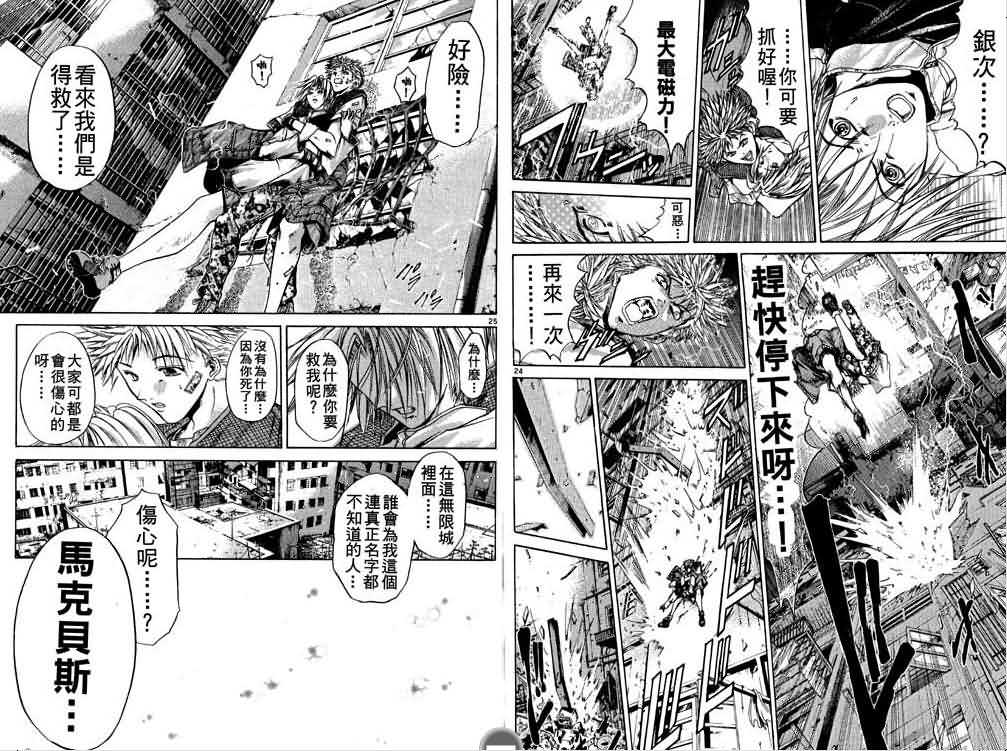 銀次………?
……你可要
抓好喔!
最大電磁力!
可惡…
再來一次
趕快停下來呀…!
24
好險……
啦!
啦!
看來我們是
得救了……
25
為什麼…
為什麼你要
救我呢?
沒有為什麼…
因為你死了…
大家可都是
會很傷心的
呀……
在這無限城
裡面……
誰會為我這個
連真正名字都
不知道的人…
傷心呢……?
馬克貝斯…